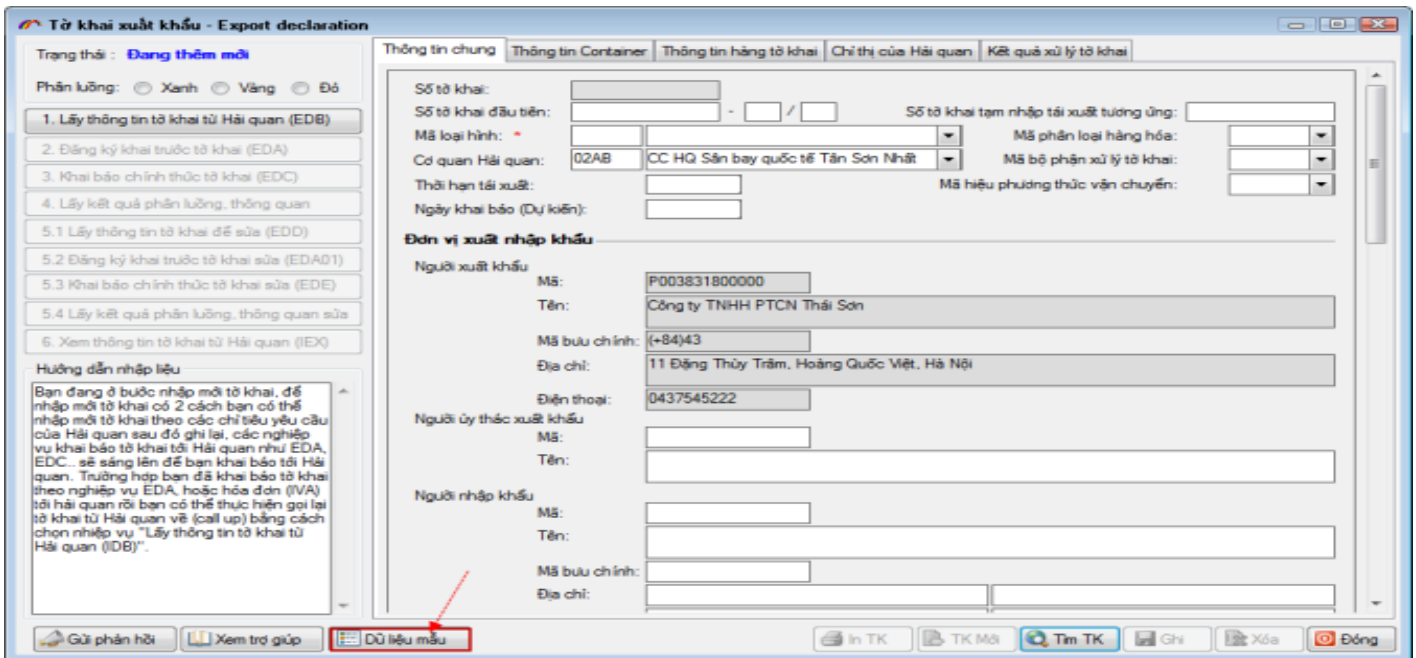 Tờ khai xuất khẩu - Export declaration
Trạng thái : Đang thêm mới
Phân luồng: Xanh Vàng Đỏ
1. Lấy thông tin tờ khai từ Hải quan (EDB)
2. Đăng ký khai trước tờ khai (EDA)
3. Khai báo chính thức tờ khai (EDC)
4. Lấy kết quả phân luồng, thông quan
5.1 Lấy thông tin tờ khai để sửa (EDD)
5.2 Đăng ký khai trước tờ khai sửa (EDA01)
5.3 Khai báo chính thức tờ khai sửa (EDE)
5.4 Lấy kết quả phân luồng, thông quan sửa
6. Xem thông tin tờ khai từ Hải quan (IEX)
Hướng dẫn nhập liệu
Bạn đang ở bước nhập mới tờ khai, để
nhập mới tờ khai có 2 cách bạn có thể
nhập mới tờ khai theo các chỉ tiêu yêu cầu
của Hải quan sau đó ghi lại, các nghiệp
vụ khai báo tờ khai tới Hải quan như EDA,
EDC.. sẽ sáng lên để bạn khai báo tới Hải
quan. Trường hợp bạn đã khai báo tờ khai
theo nghiệp vụ EDA, hoặc hóa đơn (IVA)
tới hải quan rồi bạn có thể thực hiện gọi lại
tờ khai từ Hải quan về (call up) bằng cách
chọn nhiệp vụ "Lấy thông tin tờ khai từ
Hải quan (IDB)".
Thông tin chung Thông tin Container Thông tin hàng tờ khai Chỉ thị của Hải quan Kết quả xử lý tờ khai
Số tờ khai:
Số tờ khai đầu tiên: - / Số tờ khai tạm nhập tái xuất tương ứng:
Mã loại hình: * Mã phân loại hàng hóa:
Cơ quan Hải quan: 02AB CC HQ Sân bay quốc tế Tân Sơn Nhất Mã bộ phận xử lý tờ khai:
Thời hạn tái xuất: Mã hiệu phương thức vận chuyển:
Ngày khai báo (Dự kiến):
Đơn vị xuất nhập khẩu
Người xuất khẩu
Mã: P003831800000
Tên: Công ty TNHH PTCN Thái Sơn
Mã bưu chính: (+84)43
Địa chỉ: 11 Đặng Thùy Trâm, Hoàng Quốc Việt, Hà Nội
Điện thoại: 0437545222
Người ủy thác xuất khẩu
Mã:
Tên:
Người nhập khẩu
Mã:
Tên:
Mã bưu chính:
Địa chỉ:
Gửi phản hồi Xem trợ giúp Dữ liệu mẫu In TK TK Mới Tìm TK Ghi Xóa Đóng